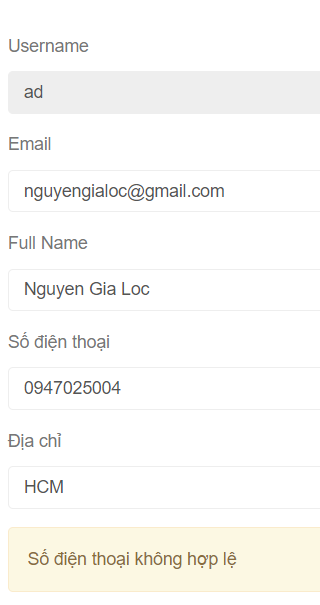 Username
ad
Email
nguyengialoc@gmail.com
Full Name
Nguyen Gia Loc
Số điện thoại
0947025004
Địa chỉ
HCM
Số điện thoại không hợp lệ